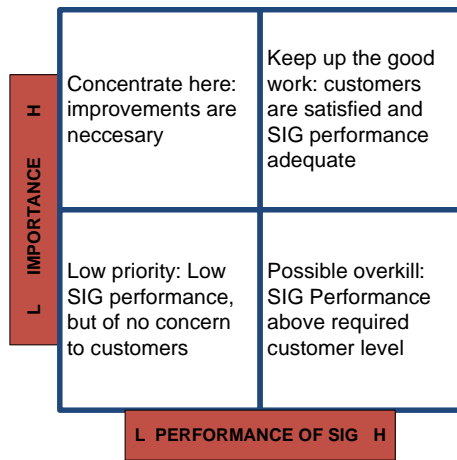 Concentrate here:
improvements are
neccesary
Keep up the good
work: customers
are satisfied and
SIG performance
adequate
L IMPORTANCE H
Low priority: Low
SIG performance,
but of no concern
to customers
Possible overkill:
SIG Performance
above required
customer level
L PERFORMANCE OF SIG H